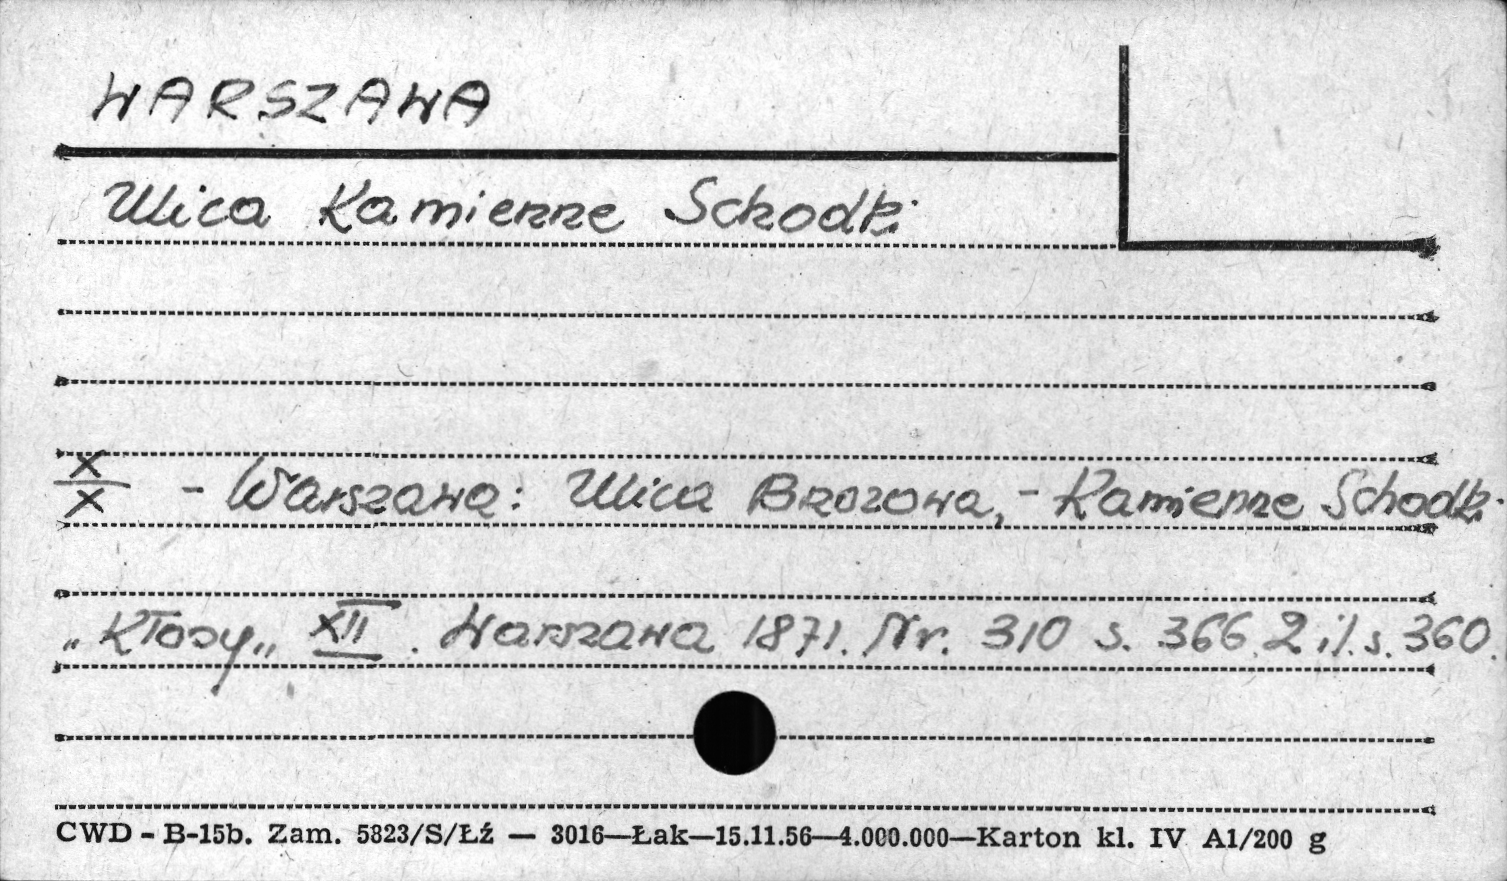 WARSZAWA
Ulica Kamienne Schodki
X
X - Warszawa: Ulica Brzozowa, - Kamienne Schodki
„Kłosy„ XII. Warszawa 1871. Nr. 310 s. 366. 2 il. s. 360.
CWD - B-15b. Zam. 5823/S/Łź — 3016—Łak—15.11.56—4.000.000—Karton kl. IV A1/200 g